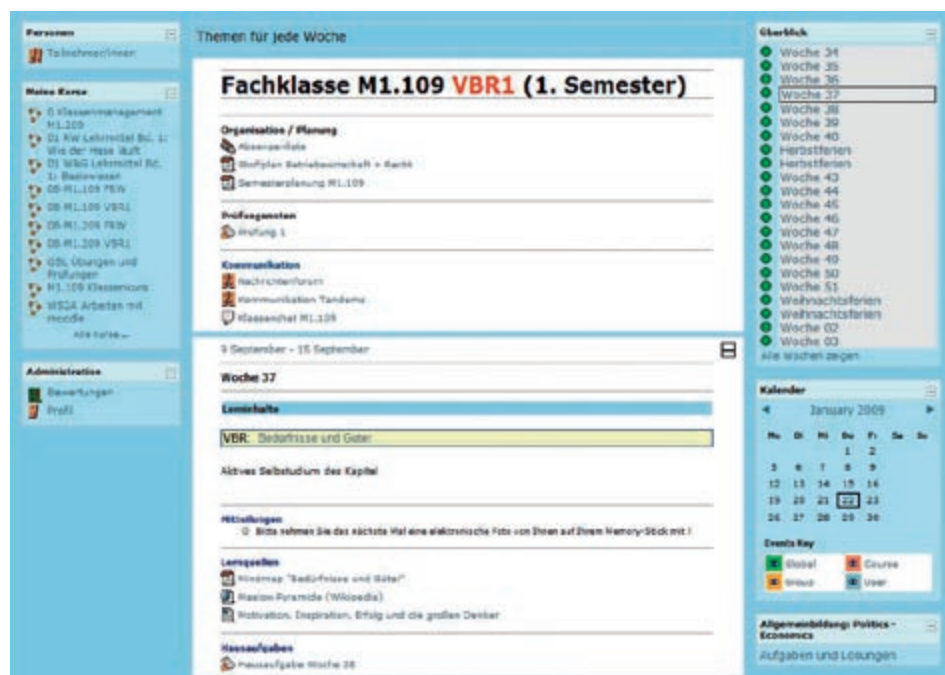 Personen
Teilnehmer/innen
Meine Kurse
0 Klassenmanagement
M1.109
01 RW Lehrmittel Bd. 1:
Wie der Hase läuft
01 W&G Lehrmittel Bd.
1: Basiswissen
08-M1.109 VBR1
08-M1.209 VBR1
GSL Übungen und
Prüfungen
M1.109 Klassenkurs
Arbeiten mit
moodle
Alle Kurse ...
Administration
Bewertungen
Profil
Themen für jede Woche
Fachklasse M1.109 VBR1 (1. Semester)
Organisation / Planung
Absenzenliste
Stoffplan Betriebswirtschaft + Recht
Semesterplanung M1.109
Prüfungsnoten
Prüfung 1
Kommunikation
Nachrichtenforum
Kommunikation Tandems
Klassenchat M1.109
9 September - 15 September
Woche 37
Lerninhalte
VBR: Bedürfnisse und Güter
Aktives Selbstudium des Kapitel
Mitteilungen
Bitte nehmen Sie das nächste Mal eine elektronische Foto von Ihnen auf Ihrem Memory-Stick mit !
Lernquellen
Mindmap "Bedürfnisse und Güter"
Maslow Pyramide (Wikipedia)
Motivation, Inspiration, Erfolg und die großen Denker
Hausaufgaben
Hausaufgabe Woche 38
Überblick
Woche 34
Woche 35
Woche 36
Woche 37
Woche 38
Woche 39
Woche 40
Herbstferien
Herbstferien
Woche 43
Woche 44
Woche 45
Woche 46
Woche 47
Woche 48
Woche 49
Woche 50
Woche 51
Weihnachtsferien
Weihnachtsferien
Woche 02
Woche 03
Alle Wochen zeigen
Kalender
January 2009
Mo Di Mi Do Fr Sa So
1 2
5 6 7 8 9
12 13 14 15 16
19 20 21 22 23
26 27 28 29 30
Events Key
Global Course
Group User
Allgemeinbildung: Politics -
Economics
Aufgaben und Lösungen